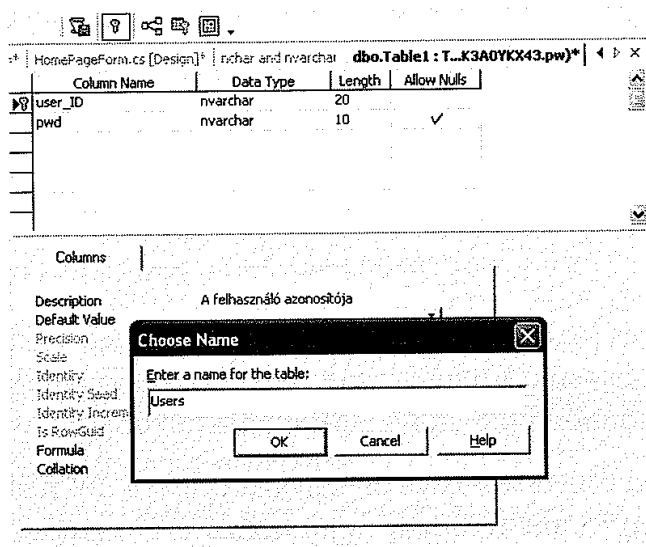 HomePageForm.cs [Design]* nchar and nvarchar dbo.Table1 : T...K3A0YKX43.pw)*
Column Name Data Type Length Allow Nulls
user_ID nvarchar 20
pwd nvarchar 10
Columns
Description A felhasználó azonosítója
Default Value
Precision
Scale
Identity
Identity Seed
Identity Increm
Is RowGuid
Formula
Collation
Choose Name
Enter a name for the table:
Users
OK Cancel Help